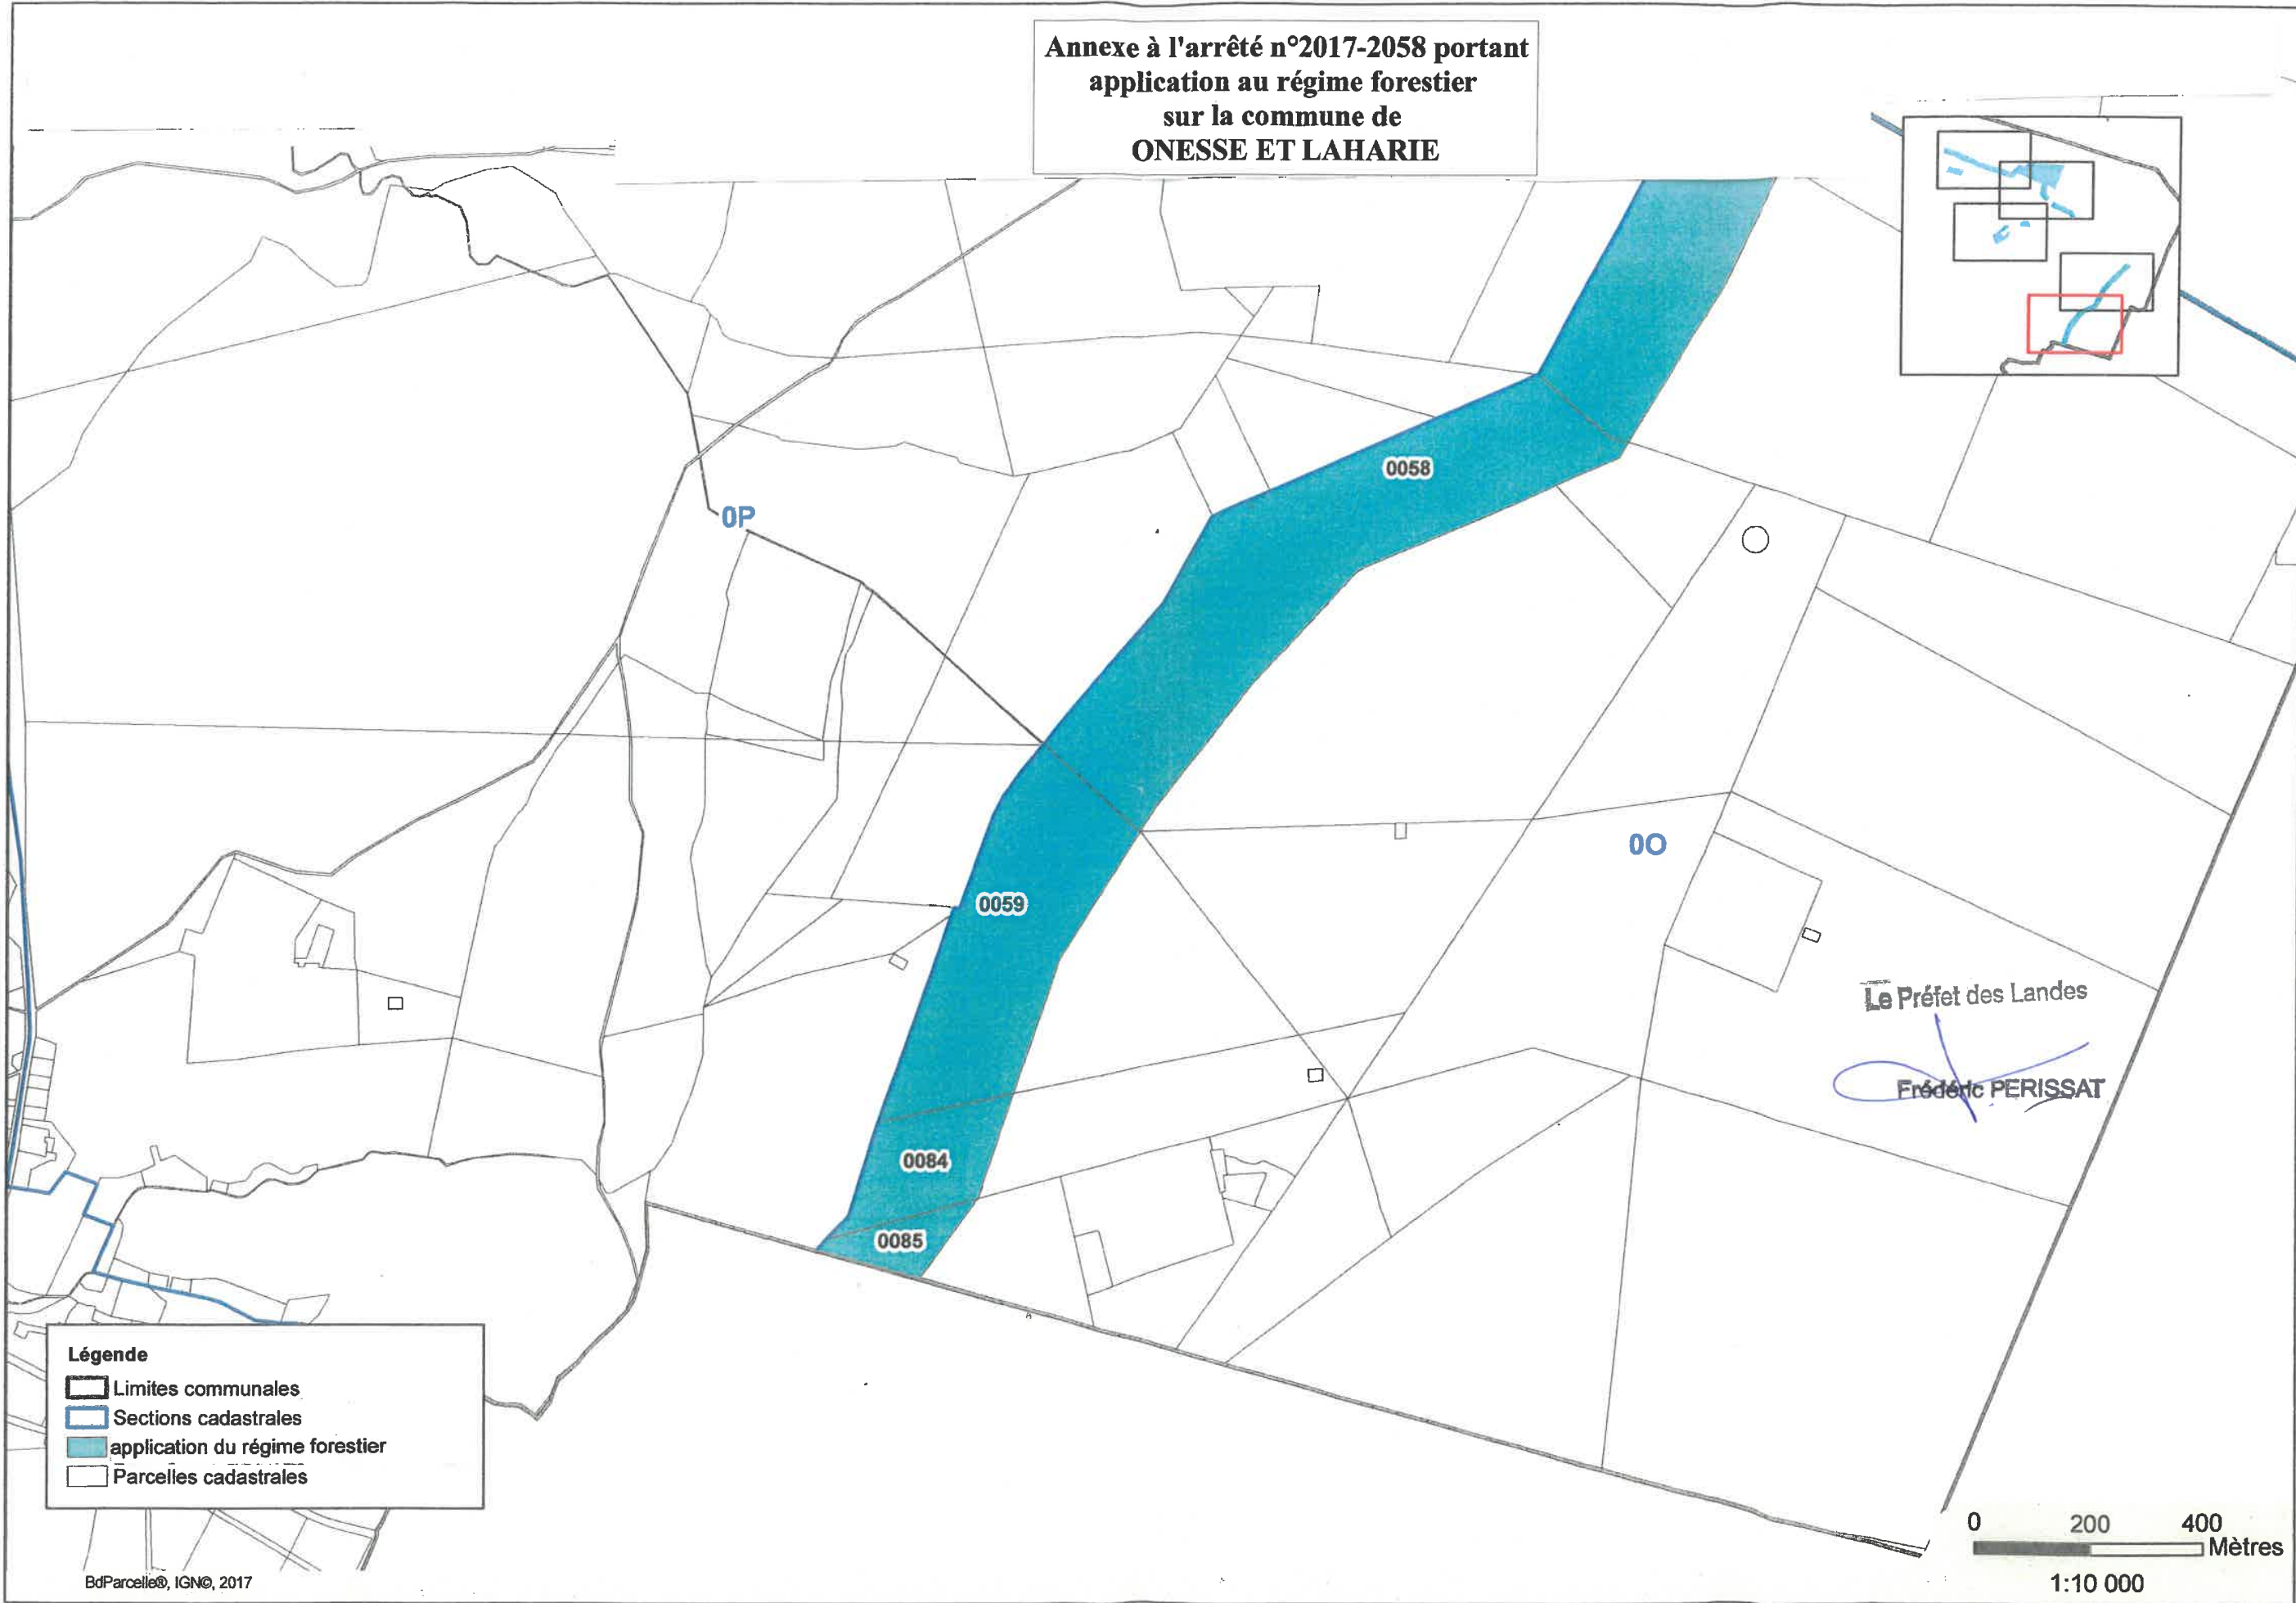 Annexe à l'arrêté n°2017-2058 portant
application au régime forestier
sur la commune de
ONESSE ET LAHARIE
0058
0P
0O
0059
Le Préfet des Landes
Frédéric PERISSAT
0084
0085
Légende
Limites communales
Sections cadastrales
application du régime forestier
Parcelles cadastrales
0 200 400
Mètres
1:10 000
BdParcelle®, IGN©, 2017